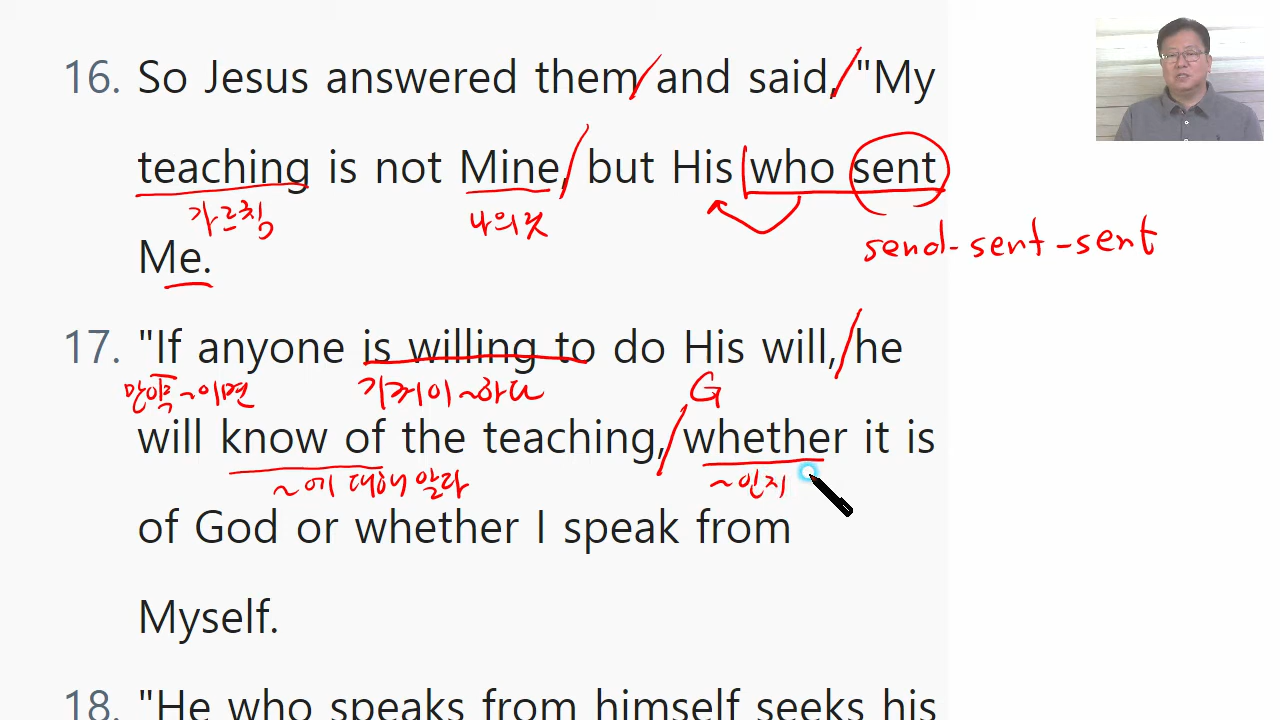 16. So Jesus answered them and said, "My
teaching is not Mine, but His who sent
가르침 나의 것
send-sent-sent
Me.
17. "If anyone is willing to do His will, he
만약~이면 기꺼이~하다 G
will know of the teaching, whether it is
~에 대해 알다 ~인지
of God or whether I speak from
Myself.
18. "He who speaks from himself seeks his